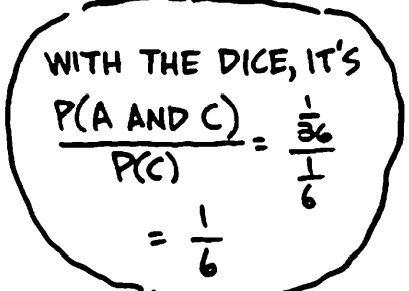 WITH THE DICE, IT'S
P(A AND C) / P(C) = 1/36 / 1/6
= 1/6